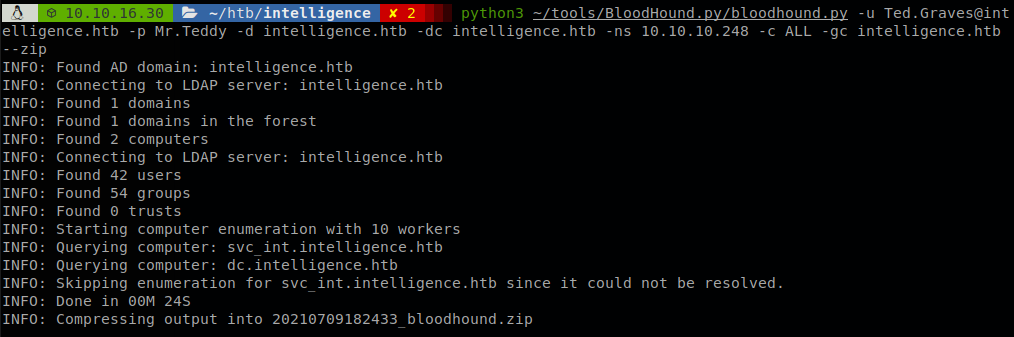 10.10.16.30 ~/htb/intelligence ✘ 2 python3 ~/tools/BloodHound.py/bloodhound.py -u Ted.Graves@int
elligence.htb -p Mr.Teddy -d intelligence.htb -dc intelligence.htb -ns 10.10.10.248 -c ALL -gc intelligence.htb
--zip
INFO: Found AD domain: intelligence.htb
INFO: Connecting to LDAP server: intelligence.htb
INFO: Found 1 domains
INFO: Found 1 domains in the forest
INFO: Found 2 computers
INFO: Connecting to LDAP server: intelligence.htb
INFO: Found 42 users
INFO: Found 54 groups
INFO: Found 0 trusts
INFO: Starting computer enumeration with 10 workers
INFO: Querying computer: svc_int.intelligence.htb
INFO: Querying computer: dc.intelligence.htb
INFO: Skipping enumeration for svc_int.intelligence.htb since it could not be resolved.
INFO: Done in 00M 24S
INFO: Compressing output into 20210709182433_bloodhound.zip